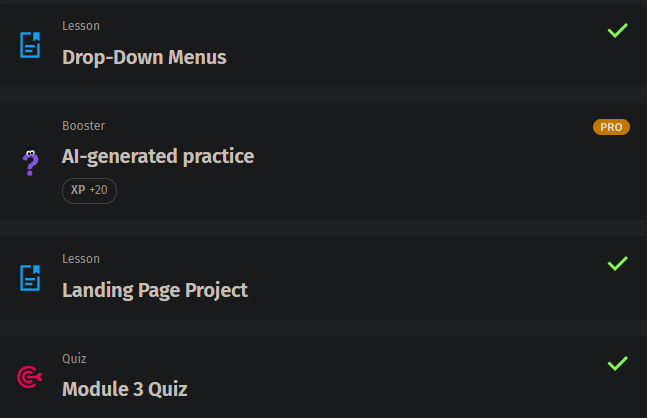 Lesson
Drop-Down Menus
Booster
PRO
AI-generated practice
XP +20
Lesson
Landing Page Project
Quiz
Module 3 Quiz